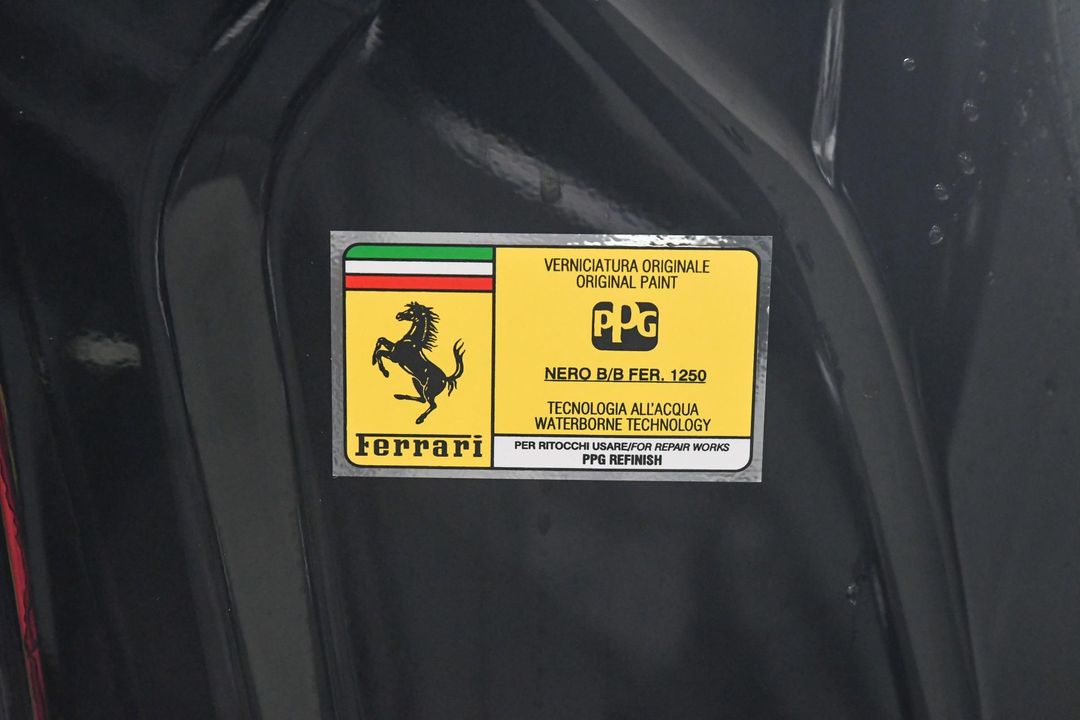 VERNICIATURA ORIGINALE
ORIGINAL PAINT
PPG
NERO B/B FER. 1250
TECNOLOGIA ALL'ACQUA
WATERBORNE TECHNOLOGY
Ferrari
PER RITOCCHI USARE/FOR REPAIR WORKS
PPG REFINISH